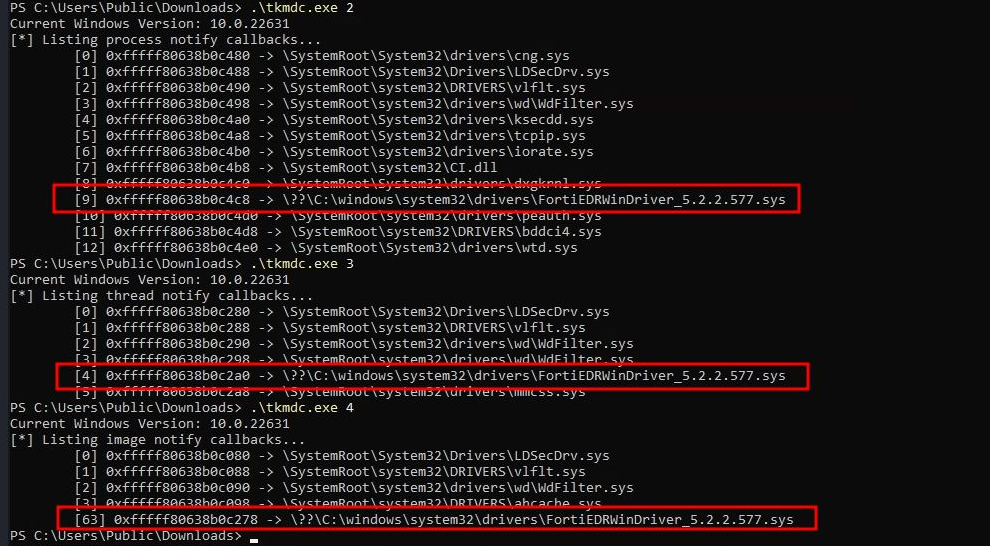 PS C:\Users\Public\Downloads> .\tkmdc.exe 2
Current Windows Version: 10.0.22631
[*] Listing process notify callbacks...
[0] 0xfffff80638b0c480 -> \SystemRoot\System32\drivers\cng.sys
[1] 0xfffff80638b0c488 -> \SystemRoot\System32\Drivers\LDSecDrv.sys
[2] 0xfffff80638b0c490 -> \SystemRoot\system32\DRIVERS\vlflt.sys
[3] 0xfffff80638b0c498 -> \SystemRoot\system32\drivers\wd\WdFilter.sys
[4] 0xfffff80638b0c4a0 -> \SystemRoot\System32\drivers\ksecdd.sys
[5] 0xfffff80638b0c4a8 -> \SystemRoot\System32\drivers\tcpip.sys
[6] 0xfffff80638b0c4b0 -> \SystemRoot\system32\drivers\iorate.sys
[7] 0xfffff80638b0c4b8 -> \SystemRoot\system32\CI.dll
[8] 0xfffff80638b0c4c0 -> \SystemRoot\System32\drivers\dxgkrnl.sys
[9] 0xfffff80638b0c4c8 -> \??\C:\windows\system32\drivers\FortiEDRWinDriver_5.2.2.577.sys
[10] 0xfffff80638b0c4d0 -> \SystemRoot\system32\drivers\peauth.sys
[11] 0xfffff80638b0c4d8 -> \SystemRoot\system32\DRIVERS\bddci4.sys
[12] 0xfffff80638b0c4e0 -> \SystemRoot\system32\drivers\wtd.sys
PS C:\Users\Public\Downloads> .\tkmdc.exe 3
Current Windows Version: 10.0.22631
[*] Listing thread notify callbacks...
[0] 0xfffff80638b0c280 -> \SystemRoot\System32\Drivers\LDSecDrv.sys
[1] 0xfffff80638b0c288 -> \SystemRoot\system32\DRIVERS\vlflt.sys
[2] 0xfffff80638b0c290 -> \SystemRoot\system32\drivers\wd\WdFilter.sys
[3] 0xfffff80638b0c298 -> \SystemRoot\system32\drivers\wd\WdFilter.sys
[4] 0xfffff80638b0c2a0 -> \??\C:\windows\system32\drivers\FortiEDRWinDriver_5.2.2.577.sys
[5] 0xfffff80638b0c2a8 -> \SystemRoot\system32\drivers\mmcss.sys
PS C:\Users\Public\Downloads> .\tkmdc.exe 4
Current Windows Version: 10.0.22631
[*] Listing image notify callbacks...
[0] 0xfffff80638b0c080 -> \SystemRoot\System32\Drivers\LDSecDrv.sys
[1] 0xfffff80638b0c088 -> \SystemRoot\system32\DRIVERS\vlflt.sys
[2] 0xfffff80638b0c090 -> \SystemRoot\system32\drivers\wd\WdFilter.sys
[3] 0xfffff80638b0c098 -> \SystemRoot\system32\DRIVERS\ahcache.sys
[63] 0xfffff80638b0c278 -> \??\C:\windows\system32\drivers\FortiEDRWinDriver_5.2.2.577.sys
PS C:\Users\Public\Downloads>